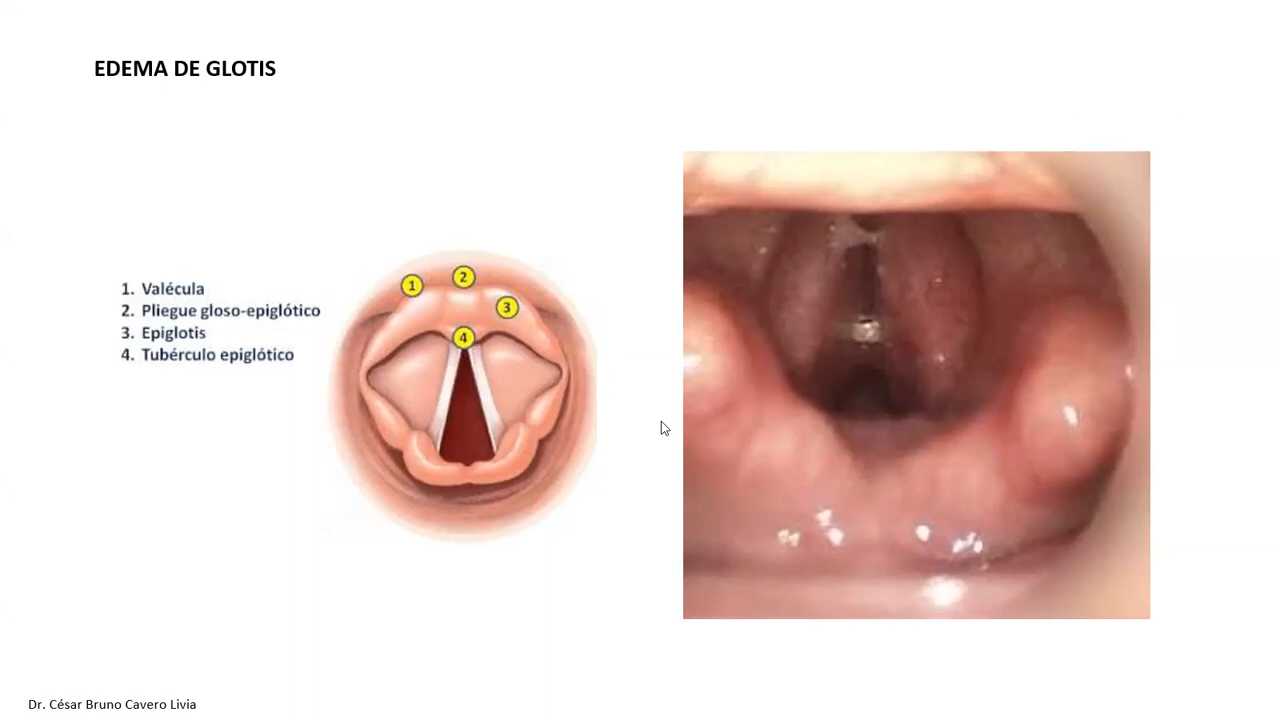 EDEMA DE GLOTIS
1. Valécula
2. Pliegue gloso-epiglótico
3. Epiglotis
4. Tubérculo epiglótico
1
2
3
4
Dr. César Bruno Cavero Livia